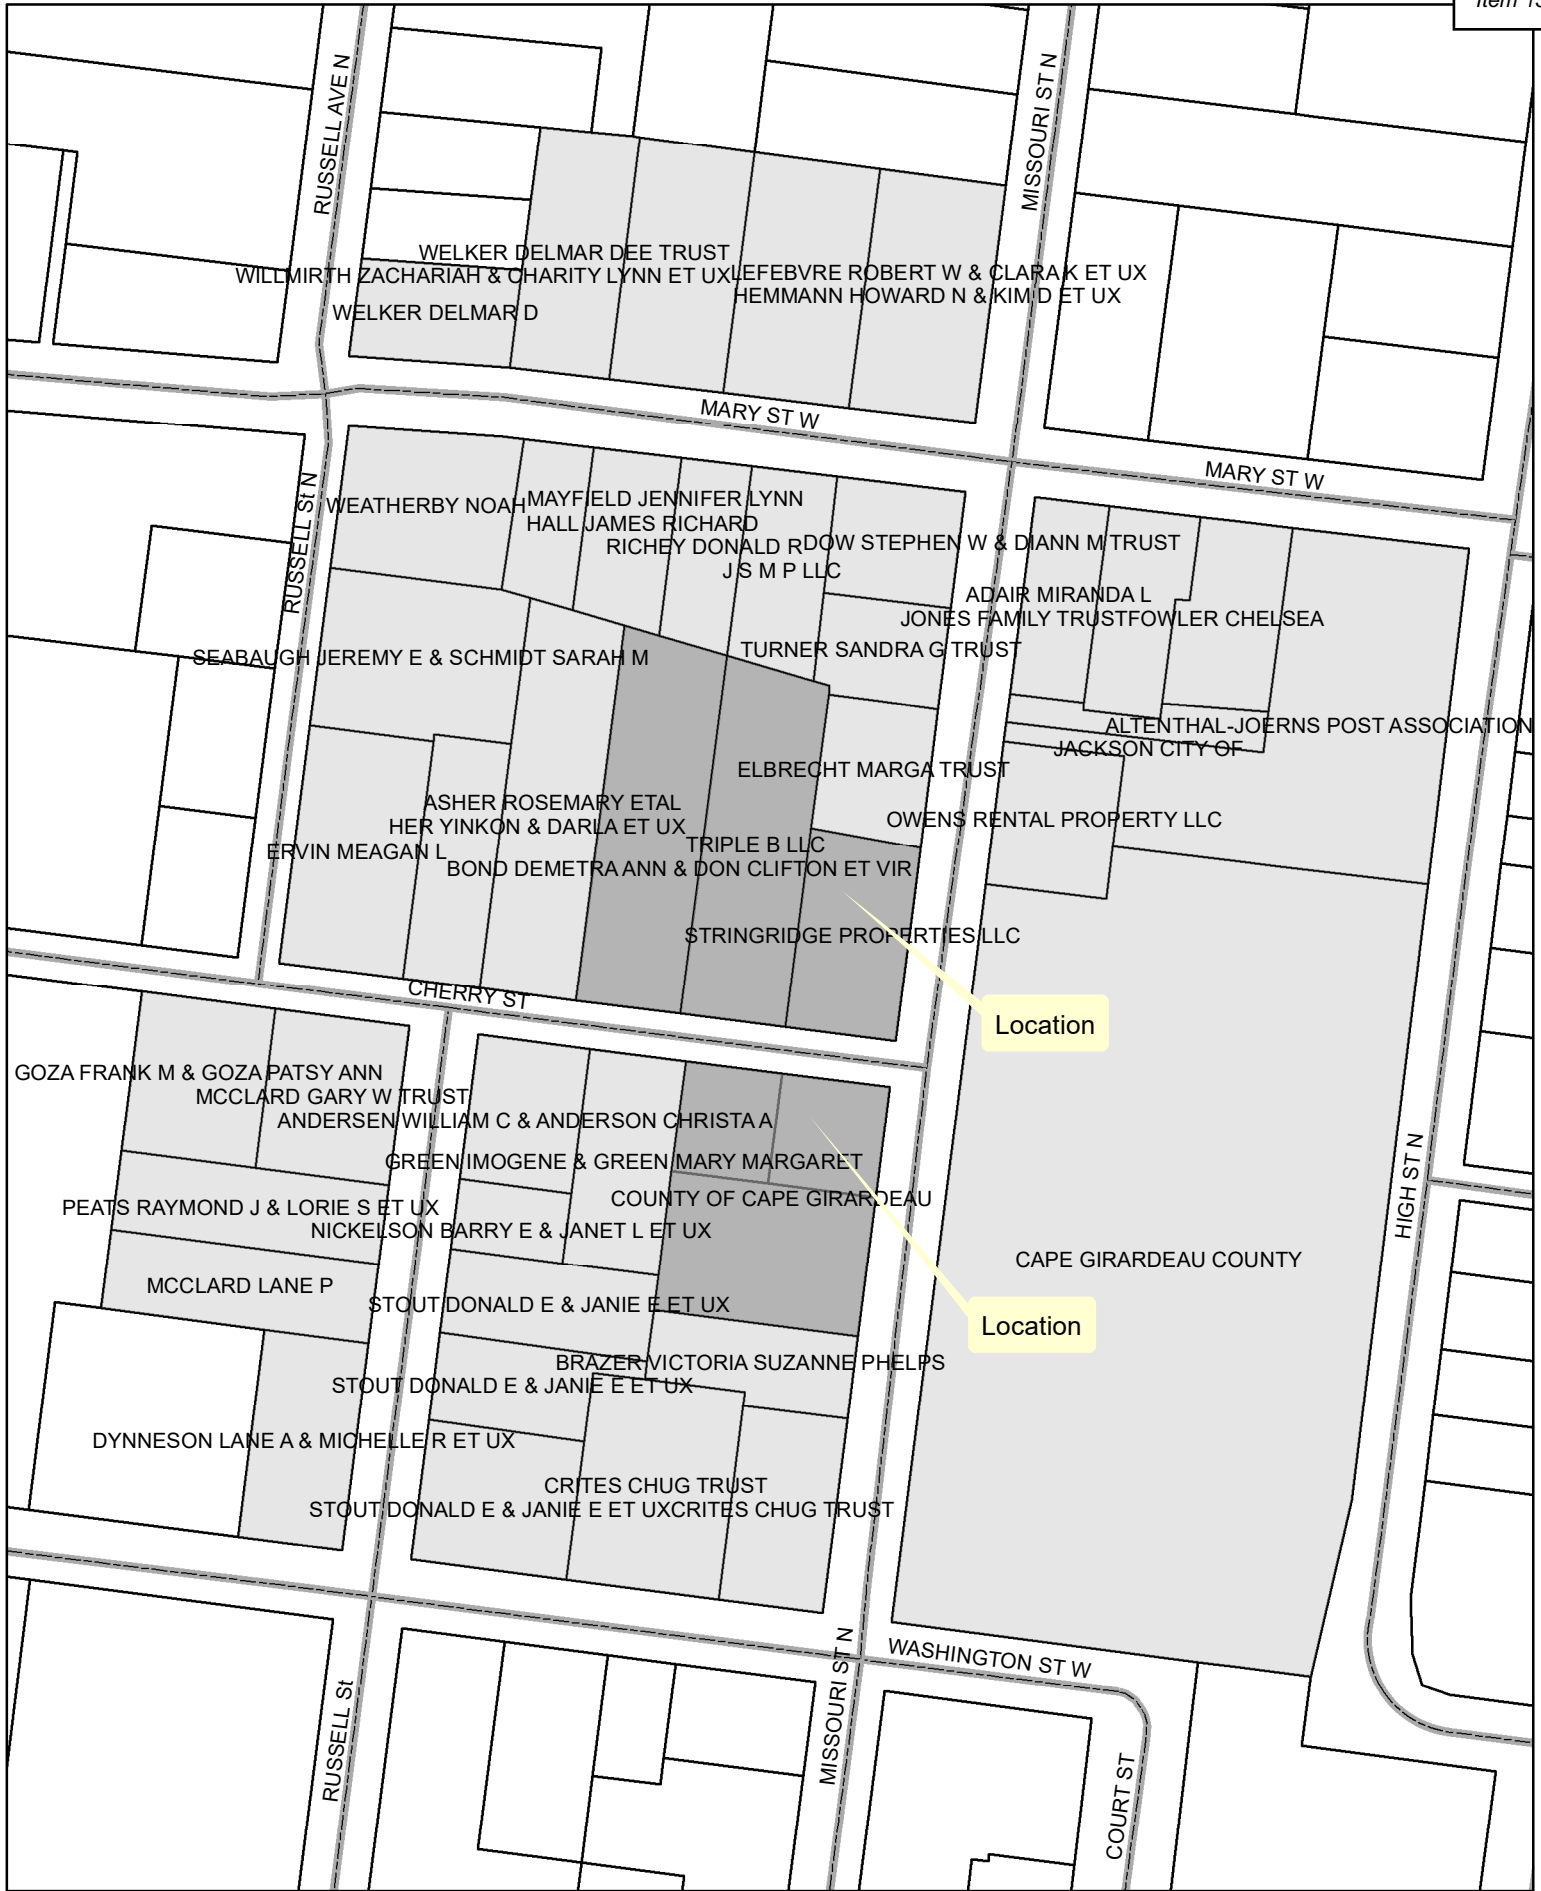 Item 13
RUSSELL AVE N
MISSOURI ST N
WELKER DELMAR DEE TRUST
WILLMIRTH ZACHARIAH & CHARITY LYNN ET UX
LEFEBVRE ROBERT W & CLARA K ET UX
HEMMANN HOWARD N & KIM D ET UX
WELKER DELMAR D
MARY ST W
MARY ST W
RUSSELL St N
WEATHERBY NOAH
MAYFIELD JENNIFER LYNN
HALL JAMES RICHARD
RICHEY DONALD R
DOW STEPHEN W & DIANN M TRUST
J S M P LLC
ADAIR MIRANDA L
JONES FAMILY TRUST
FOWLER CHELSEA
TURNER SANDRA G TRUST
SEABAUGH JEREMY E & SCHMIDT SARAH M
ALTENTHAL-JOERNS POST ASSOCIATION
JACKSON CITY OF
ELBRECHT MARGA TRUST
ASHER ROSEMARY ETAL
HER YINKON & DARLA ET UX
OWENS RENTAL PROPERTY LLC
TRIPLE B LLC
ERVIN MEAGAN L
BOND DEMETRA ANN & DON CLIFTON ET VIR
STRINGRIDGE PROPERTIES LLC
CHERRY ST
Location
GOZA FRANK M & GOZA PATSY ANN
MCCLARD GARY W TRUST
ANDERSEN WILLIAM C & ANDERSON CHRISTA A
GREEN IMOGENE & GREEN MARY MARGARET
COUNTY OF CAPE GIRARDEAU
HIGH ST N
PEATS RAYMOND J & LORIE S ET UX
NICKELSON BARRY E & JANET L ET UX
CAPE GIRARDEAU COUNTY
MCCLARD LANE P
STOUT DONALD E & JANIE E ET UX
Location
BRAZER VICTORIA SUZANNE PHELPS
STOUT DONALD E & JANIE E ET UX
DYNNESON LANE A & MICHELLE R ET UX
CRITES CHUG TRUST
STOUT DONALD E & JANIE E ET UX
CRITES CHUG TRUST
WASHINGTON ST W
MISSOURI ST N
RUSSELL St
COURT ST